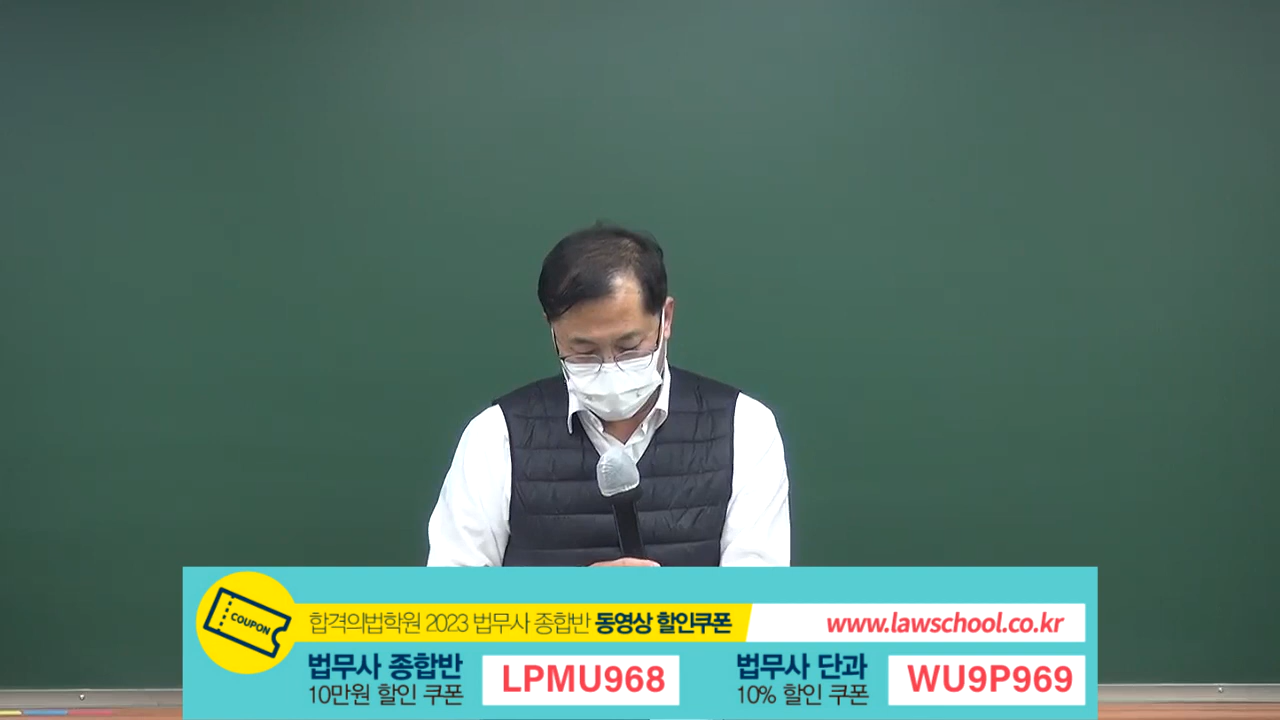 COUPON
합격의법학원 2023 법무사 종합반 동영상 할인쿠폰
www.lawschool.co.kr
법무사 종합반
10만원 할인 쿠폰
LPMU968
법무사 단과
10% 할인 쿠폰
WU9P969